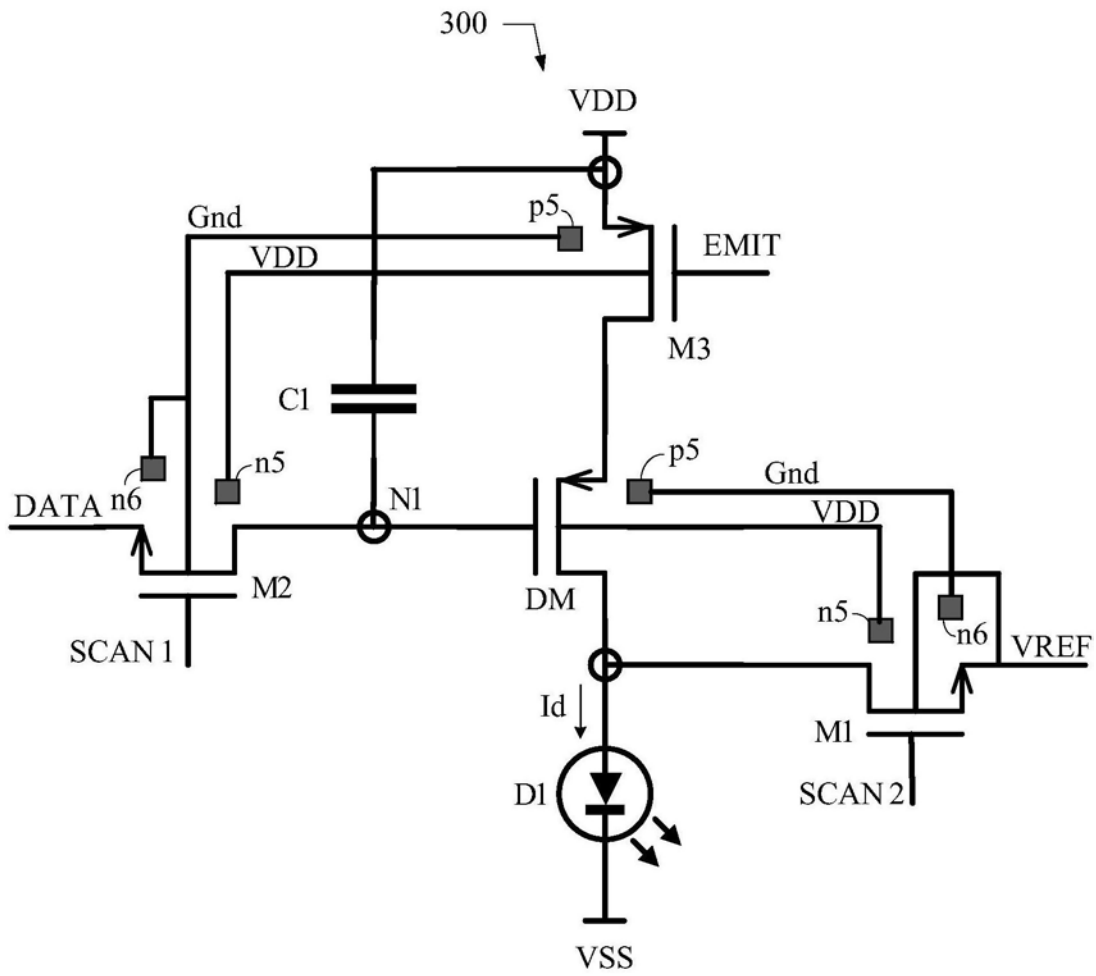 300
VDD
p5
Gnd
VDD
EMIT
M3
C1
n6
n5
p5
Gnd
DATA
N1
VDD
M2
DM
n5
n6
SCAN 1
VREF
Id
M1
D1
SCAN 2
VSS